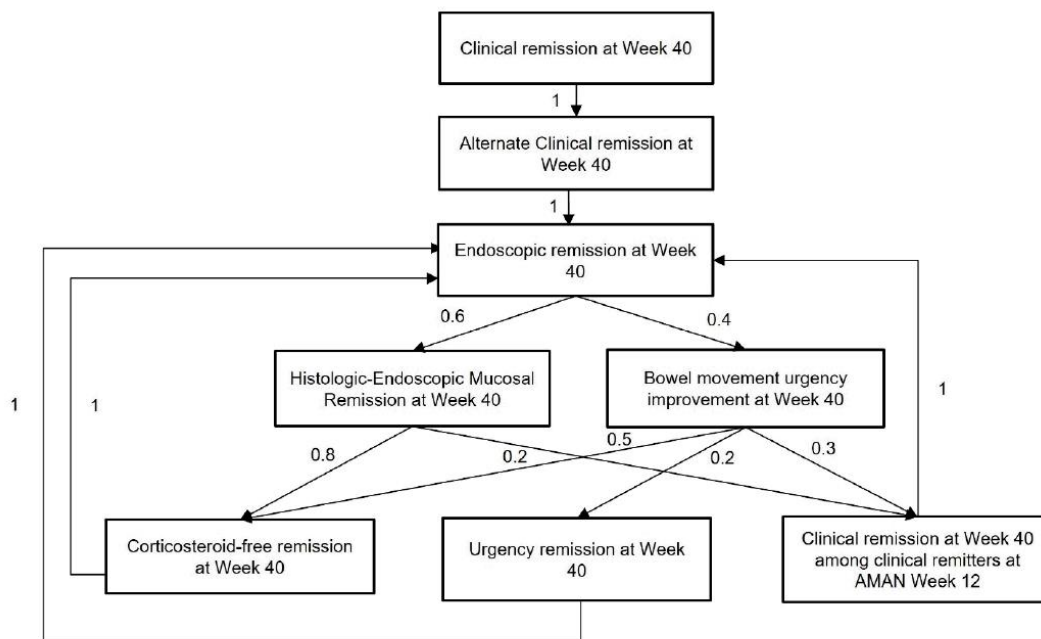 Clinical remission at Week 40
1
Alternate Clinical remission at
Week 40
1
Endoscopic remission at Week
40
0.6
0.4
Histologic-Endoscopic Mucosal
Remission at Week 40
Bowel movement urgency
improvement at Week 40
1
1
1
0.8
0.2
0.5
0.2
0.3
Corticosteroid-free remission
at Week 40
Urgency remission at Week
40
Clinical remission at Week 40
among clinical remitters at
AMAN Week 12